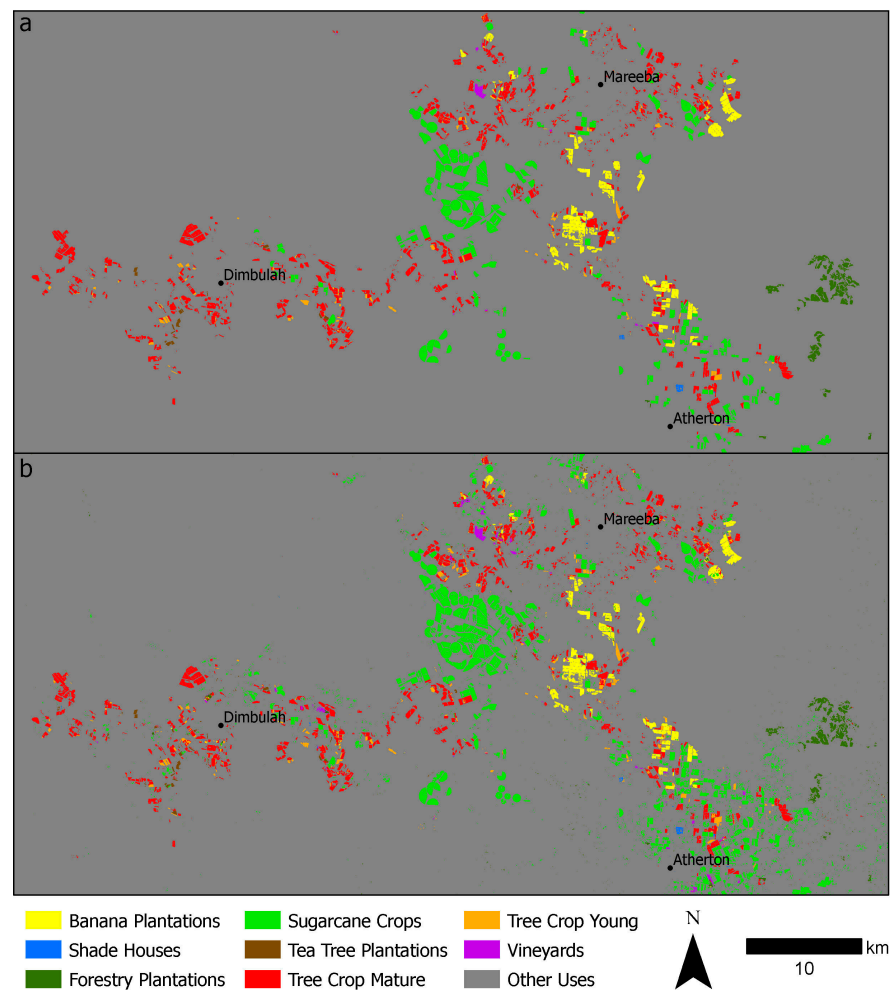 a
Mareeba
Dimbulah
Atherton
b
Mareeba
Dimbulah
Atherton
Banana Plantations
Sugarcane Crops
Tree Crop Young
N
Shade Houses
Tea Tree Plantations
Vineyards
km
Forestry Plantations
Tree Crop Mature
Other Uses
10